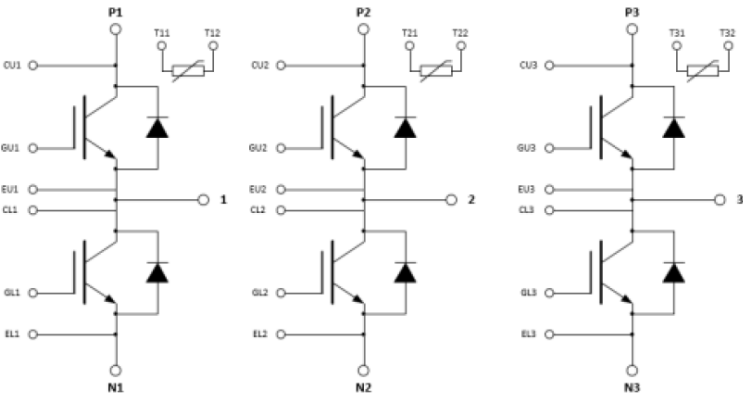 P1 P2 P3
T11 T12 T21 T22 T31 T32
CU1 CU2 CU3
GU1 GU2 GU3
EU1 EU2 EU3
1 2 3
CL1 CL2 CL3
GL1 GL2 GL3
EL1 EL2 EL3
N1 N2 N3